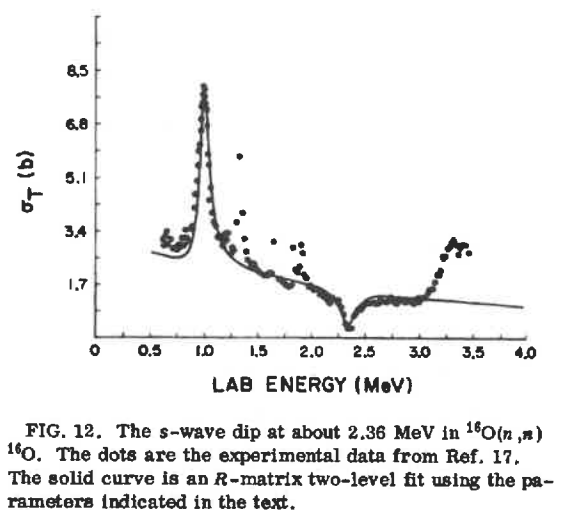 8.5
6.8
5.1
3.4
1.7
σT (b)
0 0.5 1.0 1.5 2.0 2.5 3.0 3.5 4.0
LAB ENERGY (MeV)
FIG. 12. The s-wave dip at about 2.36 MeV in ¹⁶O(n,n)
¹⁶O. The dots are the experimental data from Ref. 17.
The solid curve is an R-matrix two-level fit using the pa-
rameters indicated in the text.